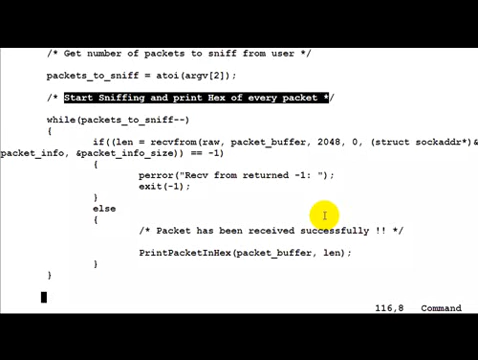 /* Get number of packets to sniff from user */
packets_to_sniff = atoi(argv[2]);
/* Start Sniffing and print Hex of every packet */
while(packets_to_sniff--)
{
if((len = recvfrom(raw, packet_buffer, 2048, 0, (struct sockaddr*)&
packet_info, &packet_info_size)) == -1)
{
perror("Recv from returned -1: ");
exit(-1);
}
else
{
/* Packet has been received successfully !! */
PrintPacketInHex(packet_buffer, len);
}
}
116,8 Command